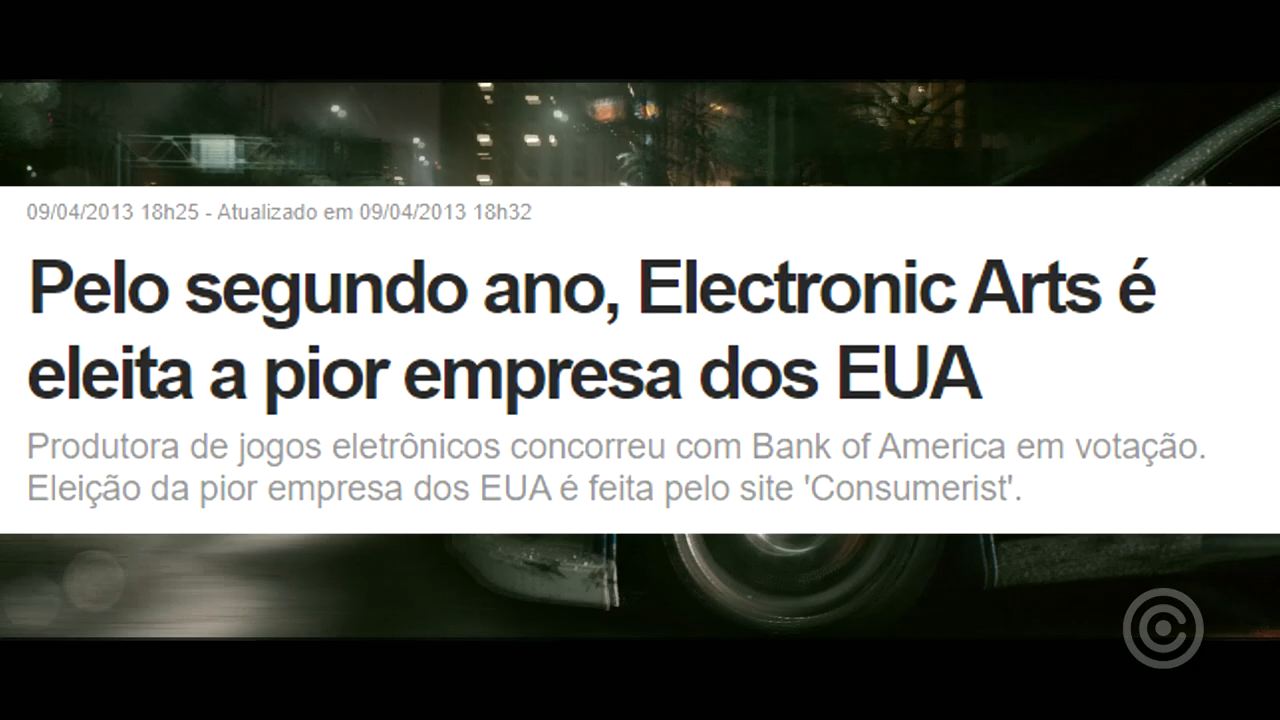 09/04/2013 18h25 - Atualizado em 09/04/2013 18h32
Pelo segundo ano, Electronic Arts é
eleita a pior empresa dos EUA
Produtora de jogos eletrônicos concorreu com Bank of America em votação.
Eleição da pior empresa dos EUA é feita pelo site 'Consumerist'.